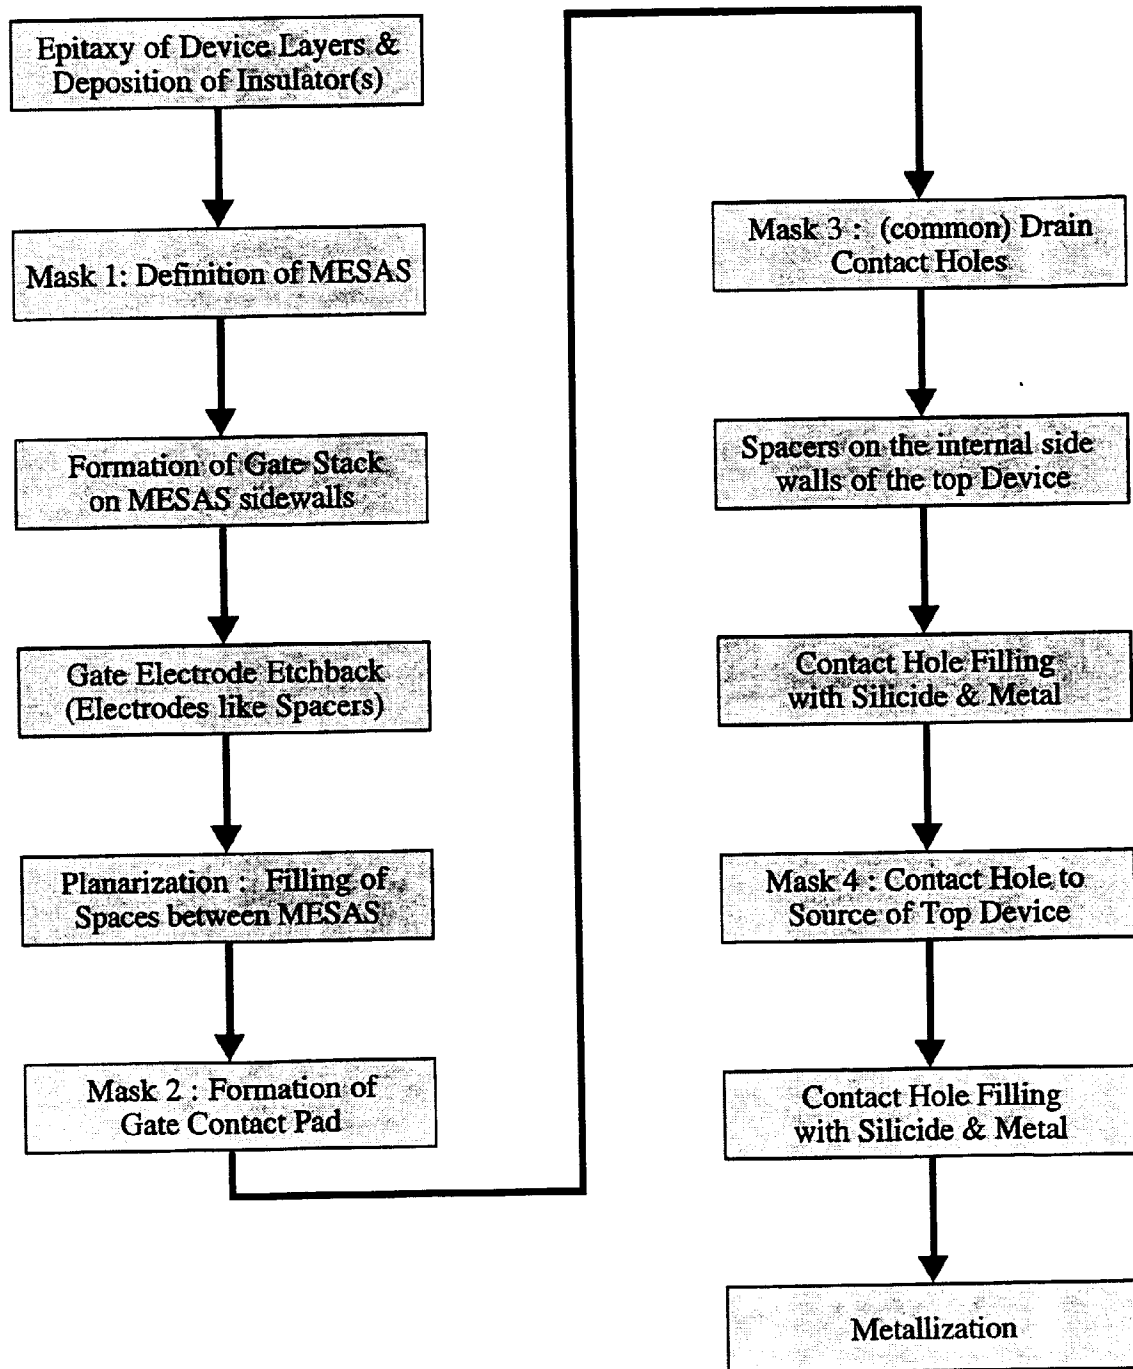 Epitaxy of Device Layers &
Deposition of Insulator(s)
Mask 1: Definition of MESAS
Formation of Gate Stack
on MESAS sidewalls
Gate Electrode Etchback
(Electrodes like Spacers)
Planarization : Filling of
Spaces between MESAS
Mask 2 : Formation of
Gate Contact Pad
Mask 3 : (common) Drain
Contact Holes
Spacers on the internal side
walls of the top Device
Contact Hole Filling
with Silicide & Metal
Mask 4 : Contact Hole to
Source of Top Device
Contact Hole Filling
with Silicide & Metal
Metallization